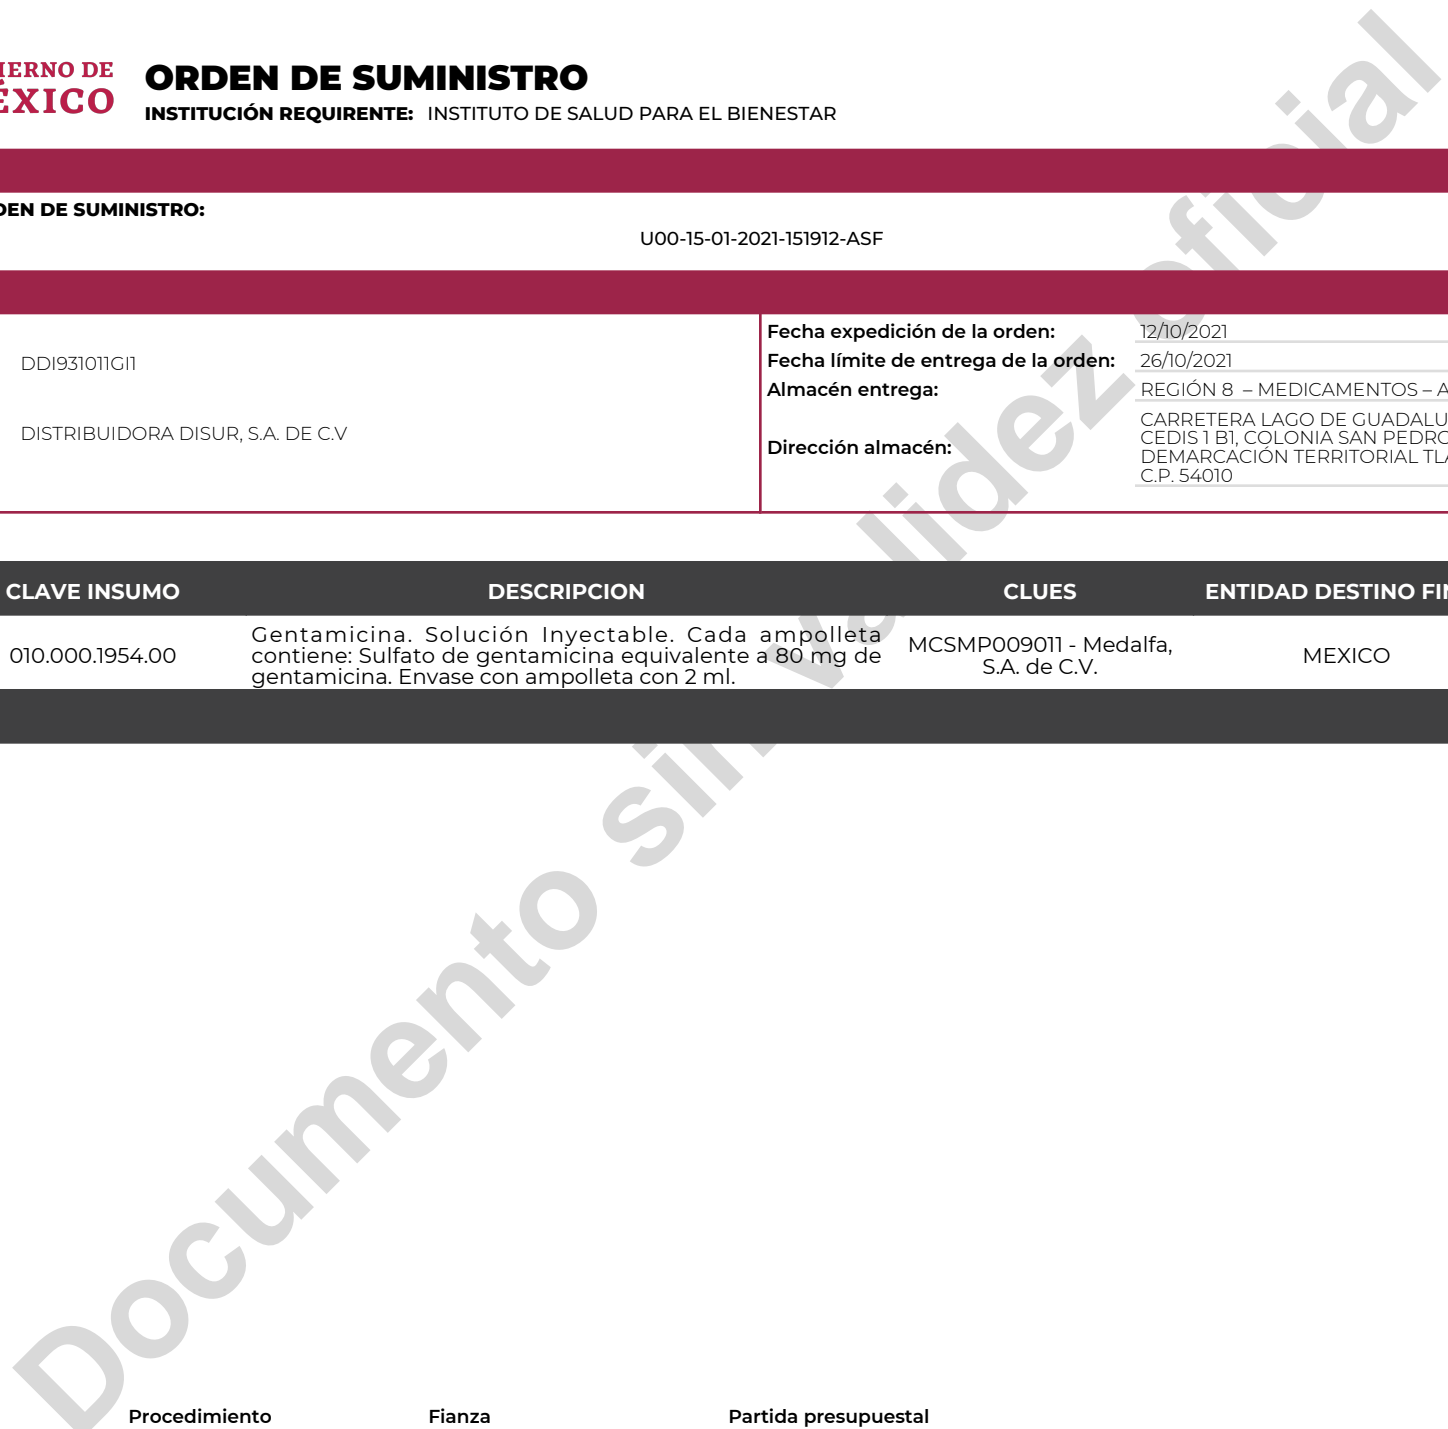 IERNO DE
ÉXICO
ORDEN DE SUMINISTRO
INSTITUCIÓN REQUIRENTE: INSTITUTO DE SALUD PARA EL BIENESTAR
DEN DE SUMINISTRO:
U00-15-01-2021-151912-ASF
DDI931011GI1
DISTRIBUIDORA DISUR, S.A. DE C.V
Fecha expedición de la orden: 12/10/2021
Fecha límite de entrega de la orden: 26/10/2021
Almacén entrega: REGIÓN 8 – MEDICAMENTOS – A
Dirección almacén:
CARRETERA LAGO DE GUADALU
CEDIS 1 B1, COLONIA SAN PEDRO
DEMARCACIÓN TERRITORIAL TLA
C.P. 54010
CLAVE INSUMO DESCRIPCION CLUES ENTIDAD DESTINO FIN
010.000.1954.00
Gentamicina. Solución Inyectable. Cada ampolleta
contiene: Sulfato de gentamicina equivalente a 80 mg de
gentamicina. Envase con ampolleta con 2 ml.
MCSMP009011 - Medalfa,
S.A. de C.V.
MEXICO
Documento sin validez oficial
Procedimiento Fianza Partida presupuestal